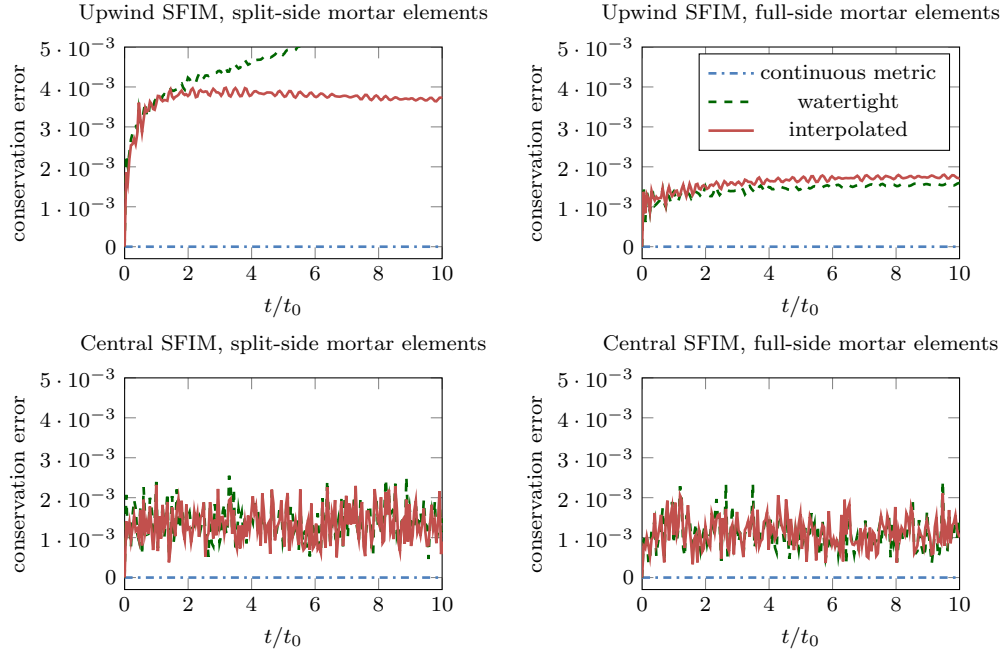 Upwind SFIM, split-side mortar elements
5 · 10⁻³
4 · 10⁻³
3 · 10⁻³
2 · 10⁻³
1 · 10⁻³
0
conservation error
0 2 4 6 8 10
t/t₀
Upwind SFIM, full-side mortar elements
5 · 10⁻³
4 · 10⁻³
3 · 10⁻³
2 · 10⁻³
1 · 10⁻³
0
conservation error
continuous metric
watertight
interpolated
0 2 4 6 8 10
t/t₀
Central SFIM, split-side mortar elements
5 · 10⁻³
4 · 10⁻³
3 · 10⁻³
2 · 10⁻³
1 · 10⁻³
0
conservation error
0 2 4 6 8 10
t/t₀
Central SFIM, full-side mortar elements
5 · 10⁻³
4 · 10⁻³
3 · 10⁻³
2 · 10⁻³
1 · 10⁻³
0
conservation error
0 2 4 6 8 10
t/t₀